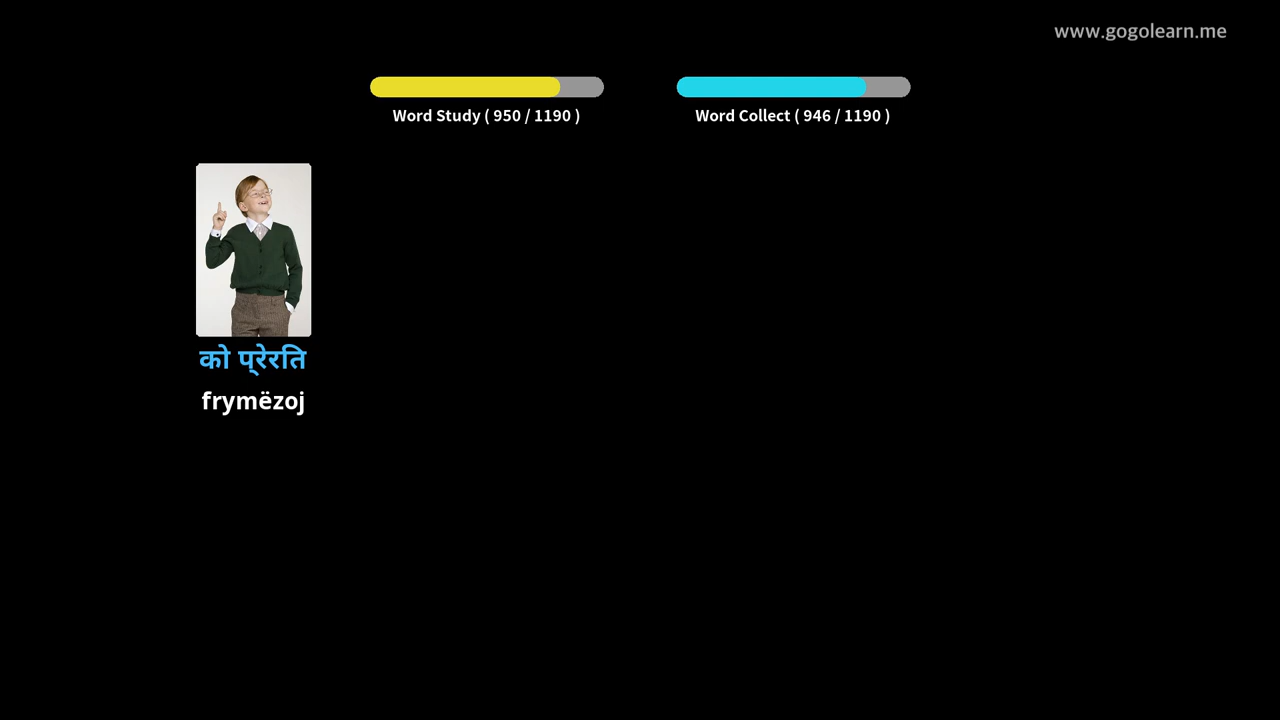 www.gogolearn.me
Word Study ( 950 / 1190 )
Word Collect ( 946 / 1190 )
को प्रेरति
frymëzoj